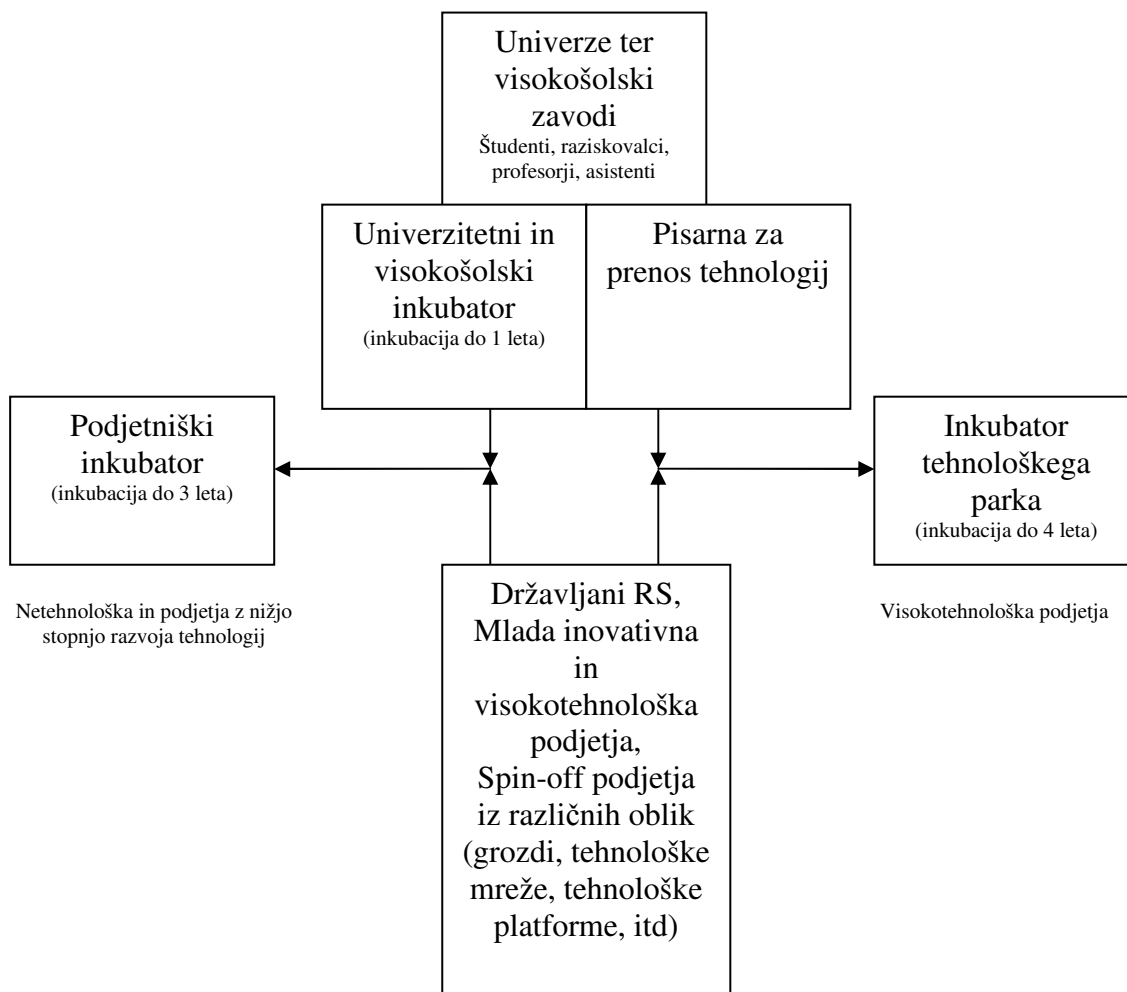 Univerze ter
visokošolski
zavodi
Študenti, raziskovalci,
profesorji, asistenti
Univerzitetni in
visokošolski
inkubator
(inkubacija do 1 leta)
Pisarna za
prenos tehnologij
Podjetniški
inkubator
(inkubacija do 3 leta)
Inkubator
tehnološkega
parka
(inkubacija do 4 leta)
Netehnološka in podjetja z nižjo
stopnjo razvoja tehnologij
Visokotehnološka podjetja
Državljani RS,
Mlada inovativna
in
visokotehnološka
podjetja,
Spin-off podjetja
iz različnih oblik
(grozdi, tehnološke
mreže, tehnološke
platforme, itd)